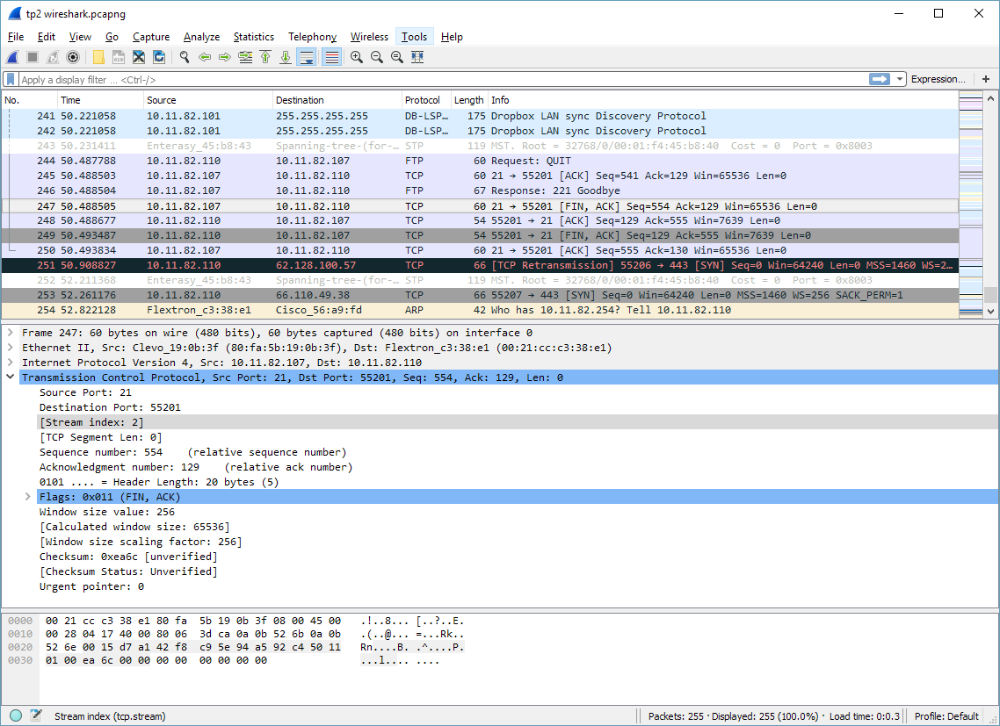 tp2 wireshark.pcapng
File Edit View Go Capture Analyze Statistics Telephony Wireless Tools Help
Apply a display filter ... <Ctrl-/> Expression... +
No. Time Source Destination Protocol Length Info
241 50.221058 10.11.82.101 255.255.255.255 DB-LSP… 175 Dropbox LAN sync Discovery Protocol
242 50.221058 10.11.82.101 255.255.255.255 DB-LSP… 175 Dropbox LAN sync Discovery Protocol
243 50.231411 Enterasy_45:b8:43 Spanning-tree-(for-… STP 119 MST. Root = 32768/0/00:01:f4:45:b8:40 Cost = 0 Port = 0x8003
244 50.487788 10.11.82.110 10.11.82.107 FTP 60 Request: QUIT
245 50.488503 10.11.82.107 10.11.82.110 TCP 60 21 → 55201 [ACK] Seq=541 Ack=129 Win=65536 Len=0
246 50.488504 10.11.82.107 10.11.82.110 FTP 67 Response: 221 Goodbye
247 50.488505 10.11.82.107 10.11.82.110 TCP 60 21 → 55201 [FIN, ACK] Seq=554 Ack=129 Win=65536 Len=0
248 50.488677 10.11.82.110 10.11.82.107 TCP 54 55201 → 21 [ACK] Seq=129 Ack=555 Win=7639 Len=0
249 50.493487 10.11.82.110 10.11.82.107 TCP 54 55201 → 21 [FIN, ACK] Seq=129 Ack=555 Win=7639 Len=0
250 50.493834 10.11.82.107 10.11.82.110 TCP 60 21 → 55201 [ACK] Seq=555 Ack=130 Win=65536 Len=0
251 50.908827 10.11.82.110 62.128.100.57 TCP 66 [TCP Retransmission] 55206 → 443 [SYN] Seq=0 Win=64240 Len=0 MSS=1460 WS=2…
252 52.211368 Enterasy_45:b8:43 Spanning-tree-(for-… STP 119 MST. Root = 32768/0/00:01:f4:45:b8:40 Cost = 0 Port = 0x8003
253 52.261176 10.11.82.110 66.110.49.38 TCP 66 55207 → 443 [SYN] Seq=0 Win=64240 Len=0 MSS=1460 WS=256 SACK_PERM=1
254 52.822128 Flextron_c3:38:e1 Cisco_56:a9:fd ARP 42 Who has 10.11.82.254? Tell 10.11.82.110
Frame 247: 60 bytes on wire (480 bits), 60 bytes captured (480 bits) on interface 0
Ethernet II, Src: Clevo_19:0b:3f (80:fa:5b:19:0b:3f), Dst: Flextron_c3:38:e1 (00:21:cc:c3:38:e1)
Internet Protocol Version 4, Src: 10.11.82.107, Dst: 10.11.82.110
Transmission Control Protocol, Src Port: 21, Dst Port: 55201, Seq: 554, Ack: 129, Len: 0
Source Port: 21
Destination Port: 55201
[Stream index: 2]
[TCP Segment Len: 0]
Sequence number: 554 (relative sequence number)
Acknowledgment number: 129 (relative ack number)
0101 .... = Header Length: 20 bytes (5)
Flags: 0x011 (FIN, ACK)
Window size value: 256
[Calculated window size: 65536]
[Window size scaling factor: 256]
Checksum: 0xea6c [unverified]
[Checksum Status: Unverified]
Urgent pointer: 0
0000 00 21 cc c3 38 e1 80 fa 5b 19 0b 3f 08 00 45 00 .!..8... [..?..E.
0010 00 28 04 17 40 00 80 06 3d ca 0a 0b 52 6b 0a 0b .(..@... =...Rk..
0020 52 6e 00 15 d7 a1 42 f8 c9 5e 94 a5 92 c4 50 11 Rn....B. .^....P.
0030 01 00 ea 6c 00 00 00 00 00 00 00 00 ...l.... ....
Stream index (tcp.stream) Packets: 255 · Displayed: 255 (100.0%) · Load time: 0:0.3 Profile: Default